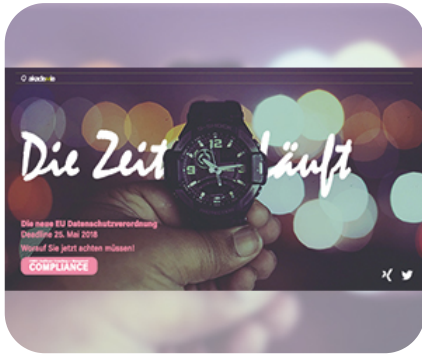 Die Zeit läuft
Die neue EU Datenschutzverordnung
Deadline 25. Mai 2018
Worauf Sie jetzt achten müssen!
COMPLIANCE